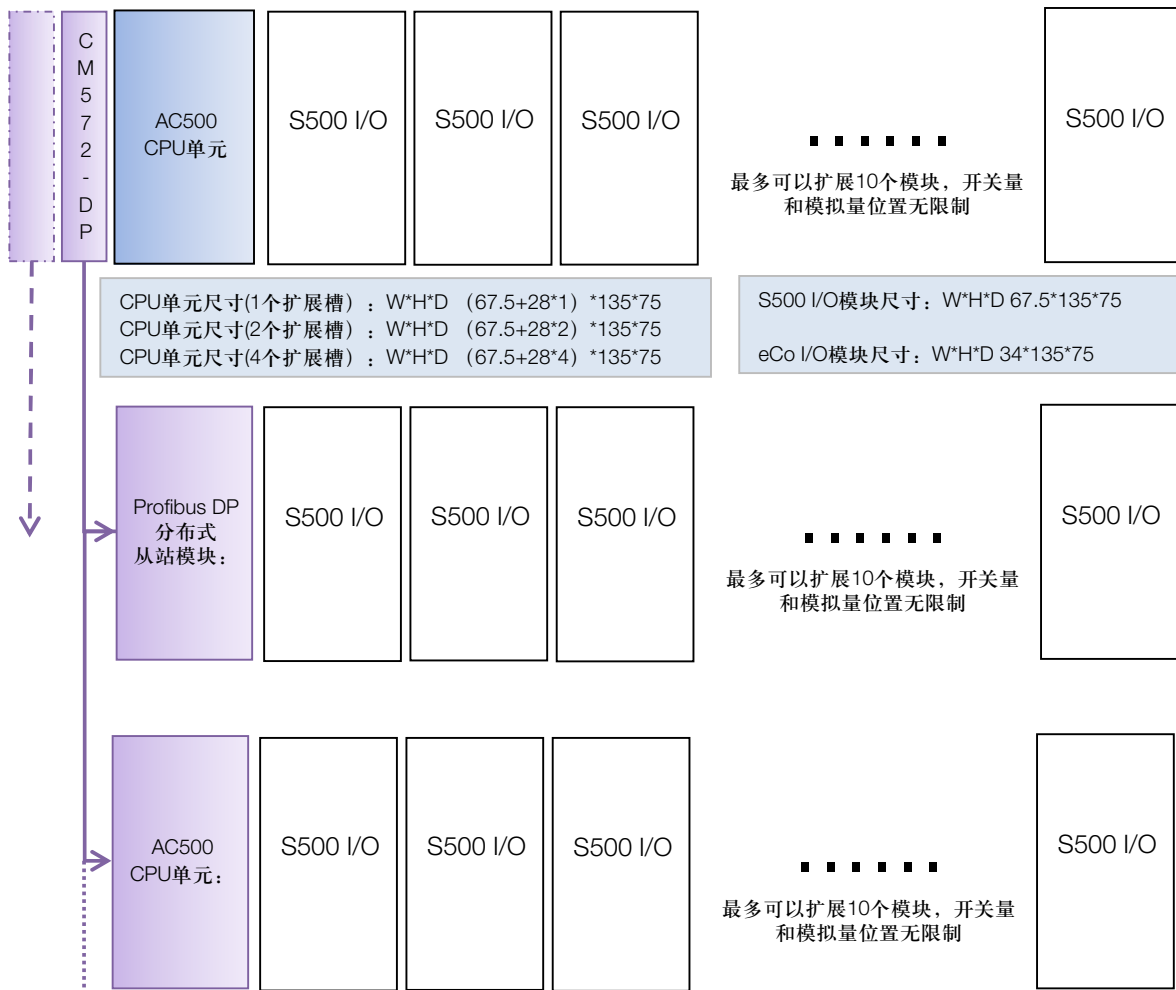 C
M
5
7
2
-
D
P
AC500
CPU单元
S500 I/O
S500 I/O
S500 I/O
最多可以扩展10个模块，开关量
和模拟量位置无限制
S500 I/O
CPU单元尺寸(1个扩展槽）：W*H*D （67.5+28*1）*135*75
CPU单元尺寸(2个扩展槽）：W*H*D （67.5+28*2）*135*75
CPU单元尺寸(4个扩展槽）：W*H*D （67.5+28*4）*135*75
S500 I/O模块尺寸：W*H*D 67.5*135*75
eCo I/O模块尺寸：W*H*D 34*135*75
Profibus DP
分布式
从站模块：
S500 I/O
S500 I/O
S500 I/O
最多可以扩展10个模块，开关量
和模拟量位置无限制
S500 I/O
AC500
CPU单元：
S500 I/O
S500 I/O
S500 I/O
最多可以扩展10个模块，开关量
和模拟量位置无限制
S500 I/O